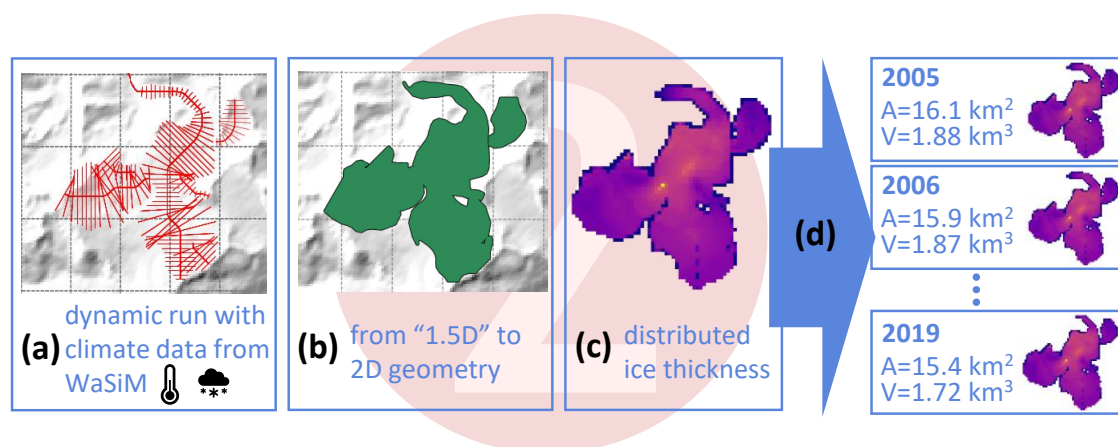 2
(a)
dynamic run with
climate data from
WaSiM
(b)
from “1.5D” to
2D geometry
(c)
distributed
ice thickness
(d)
2005
A=16.1 km²
V=1.88 km³
2006
A=15.9 km²
V=1.87 km³
2019
A=15.4 km²
V=1.72 km³